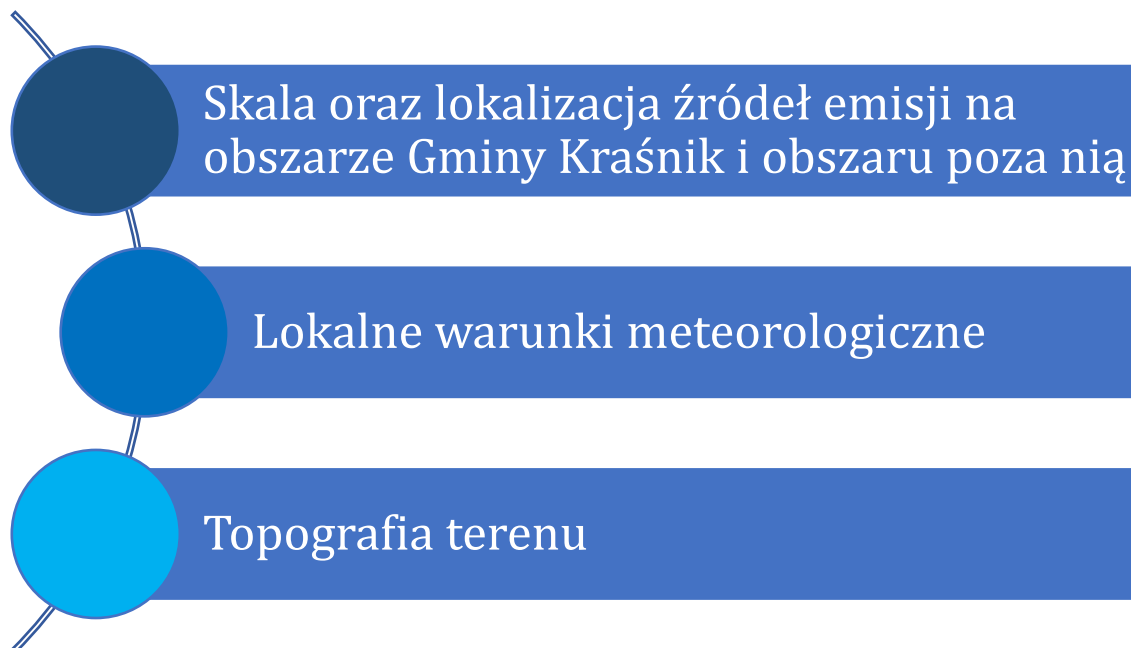 Skala oraz lokalizacja źródeł emisji na
obszarze Gminy Kraśnik i obszaru poza nią
Lokalne warunki meteorologiczne
Topografia terenu